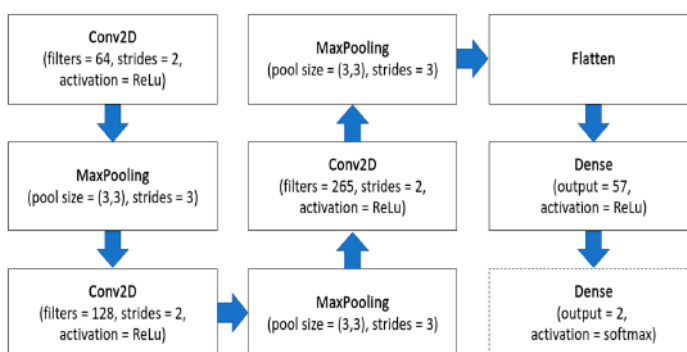 Conv2D
(filters = 64, strides = 2,
activation = ReLu)
MaxPooling
(pool size = (3,3), strides = 3)
Conv2D
(filters = 128, strides = 2,
activation = ReLu)
MaxPooling
(pool size = (3,3), strides = 3)
Conv2D
(filters = 265, strides = 2,
activation = ReLu)
MaxPooling
(pool size = (3,3), strides = 3)
Flatten
Dense
(output = 57,
activation = ReLu)
Dense
(output = 2,
activation = softmax)